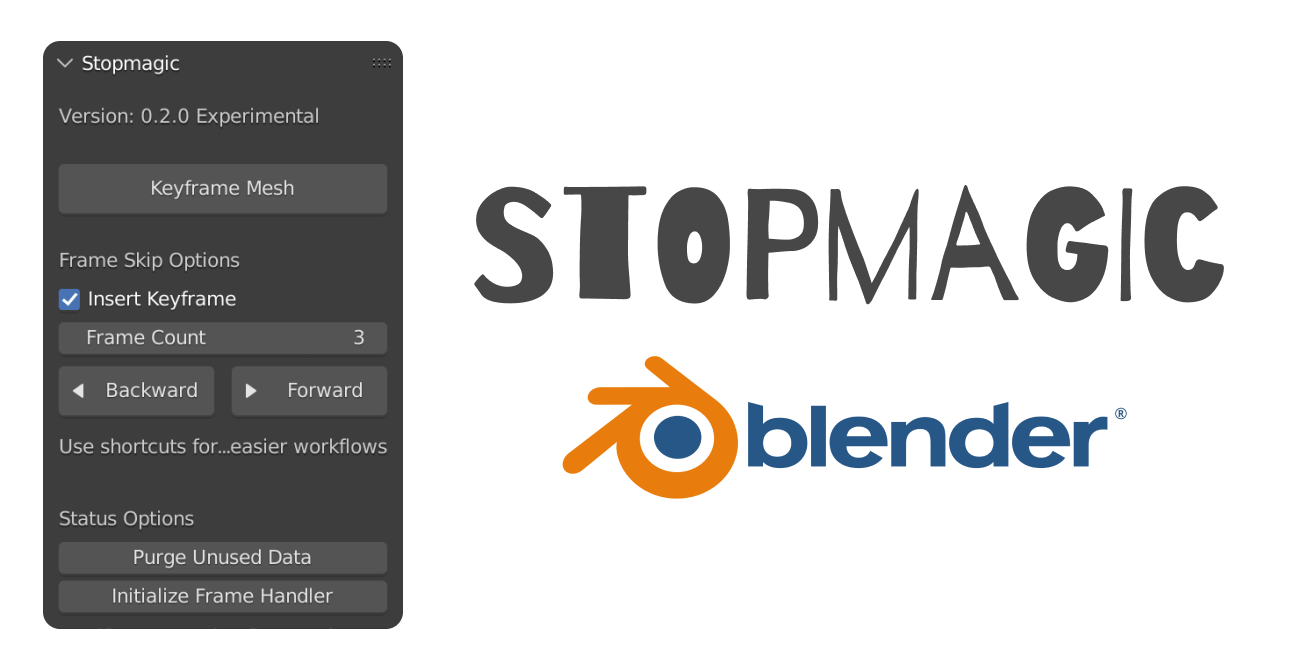 Stopmagic
Version: 0.2.0 Experimental
Keyframe Mesh
Frame Skip Options
Insert Keyframe
Frame Count 3
Backward Forward
Use shortcuts for...easier workflows
Status Options
Purge Unused Data
Initialize Frame Handler
STOPMAGIC
blender®